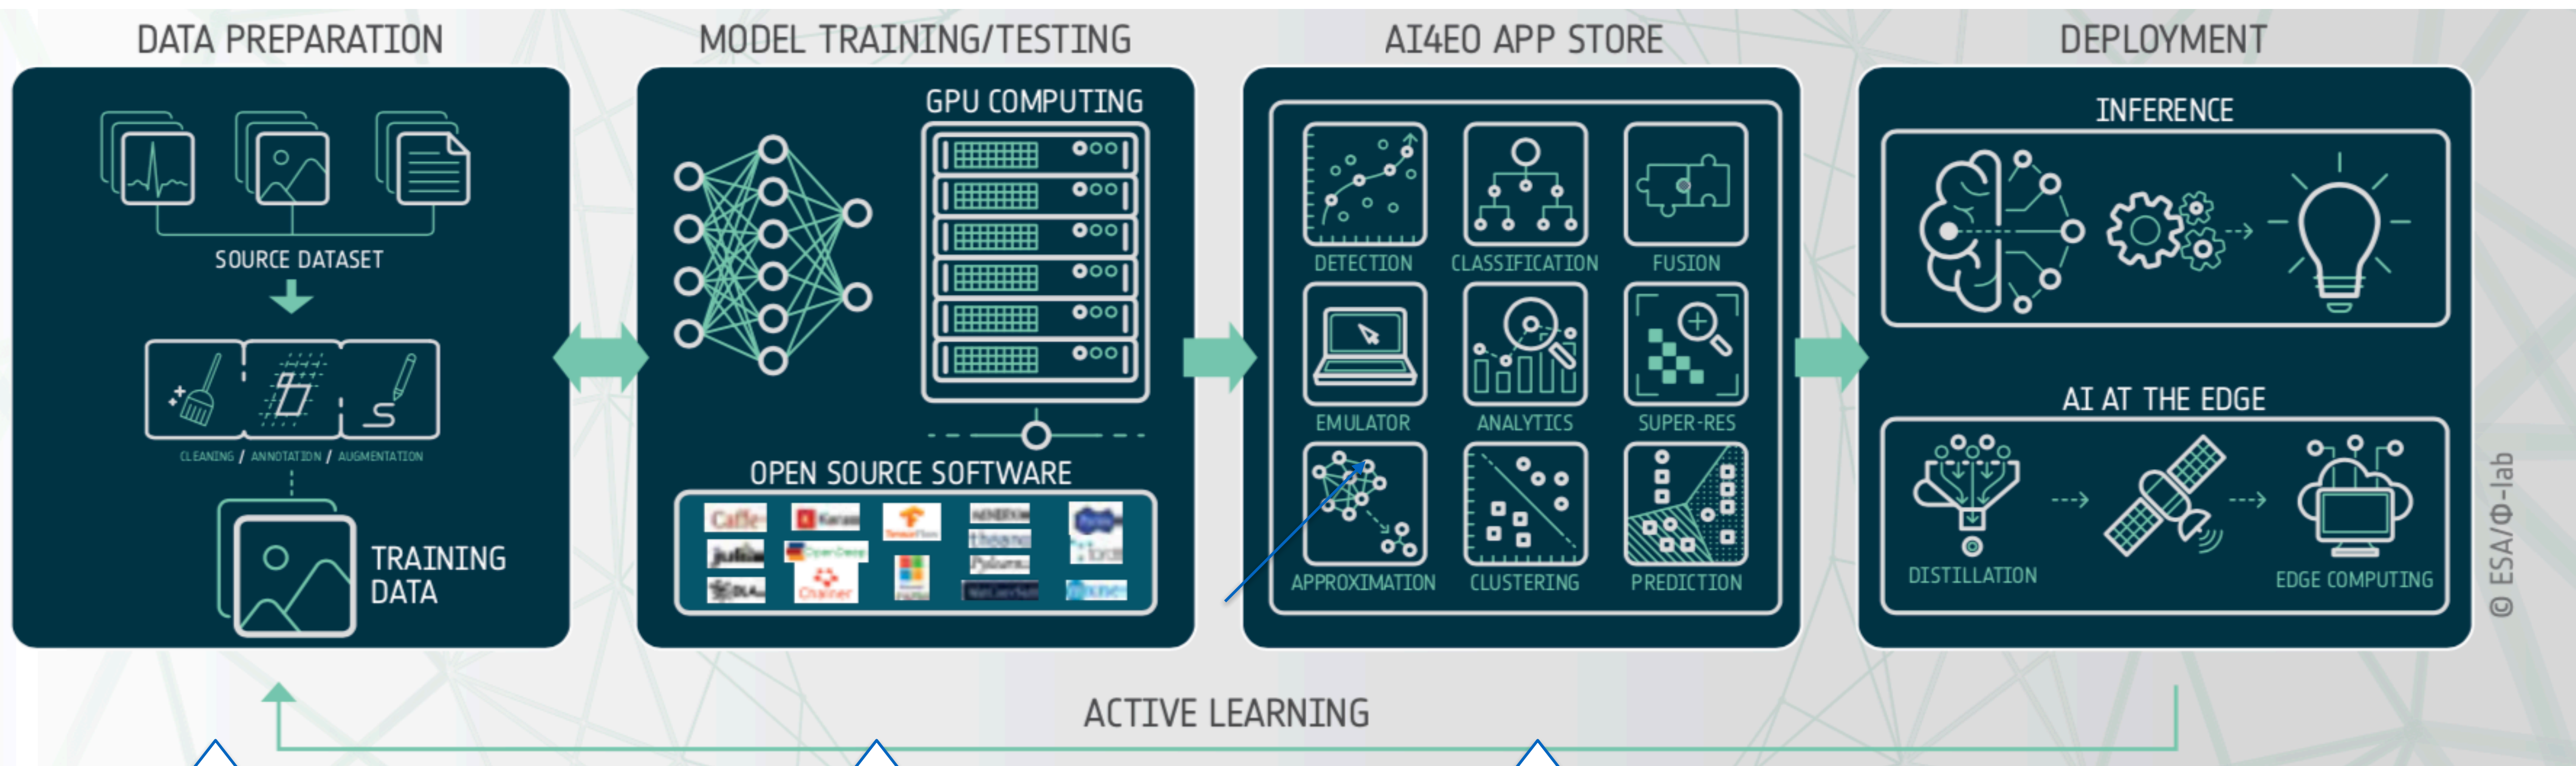 DATA PREPARATION
SOURCE DATASET
CLEANING / ANNOTATION / AUGMENTATION
TRAINING
DATA
MODEL TRAINING/TESTING
GPU COMPUTING
OPEN SOURCE SOFTWARE
Caffe
Keras
TensorFlow
theano
julia
OpenDeep
Chainer
AI4EO APP STORE
DETECTION
CLASSIFICATION
FUSION
EMULATOR
ANALYTICS
SUPER-RES
APPROXIMATION
CLUSTERING
PREDICTION
DEPLOYMENT
INFERENCE
AI AT THE EDGE
DISTILLATION
EDGE COMPUTING
© ESA/Φ-lab
ACTIVE LEARNING